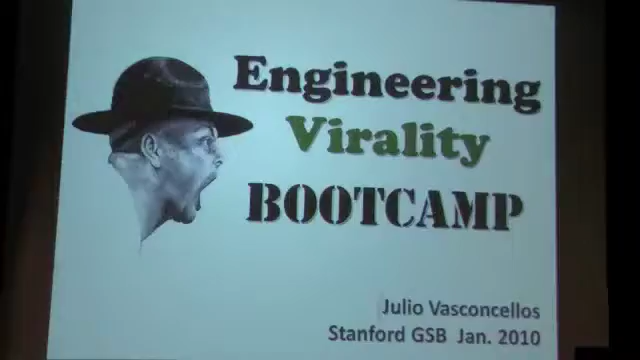 Engineering
Virality
BOOTCAMP
Julio Vasconcellos
Stanford GSB Jan. 2010